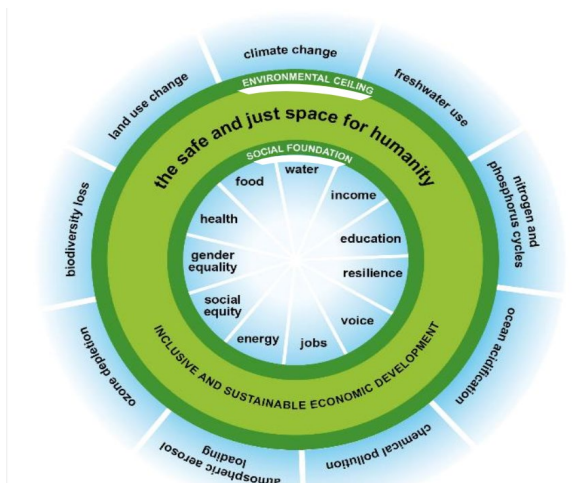 climate change
freshwater use
nitrogen and
phosphorus cycles
ocean acidification
chemical pollution
atmospheric aerosol
loading
ozone depletion
biodiversity loss
land use change
ENVIRONMENTAL CEILING
the safe and just space for humanity
SOCIAL FOUNDATION
water
income
education
resilience
voice
jobs
energy
social
equity
gender
equality
health
food
INCLUSIVE AND SUSTAINABLE ECONOMIC DEVELOPMENT